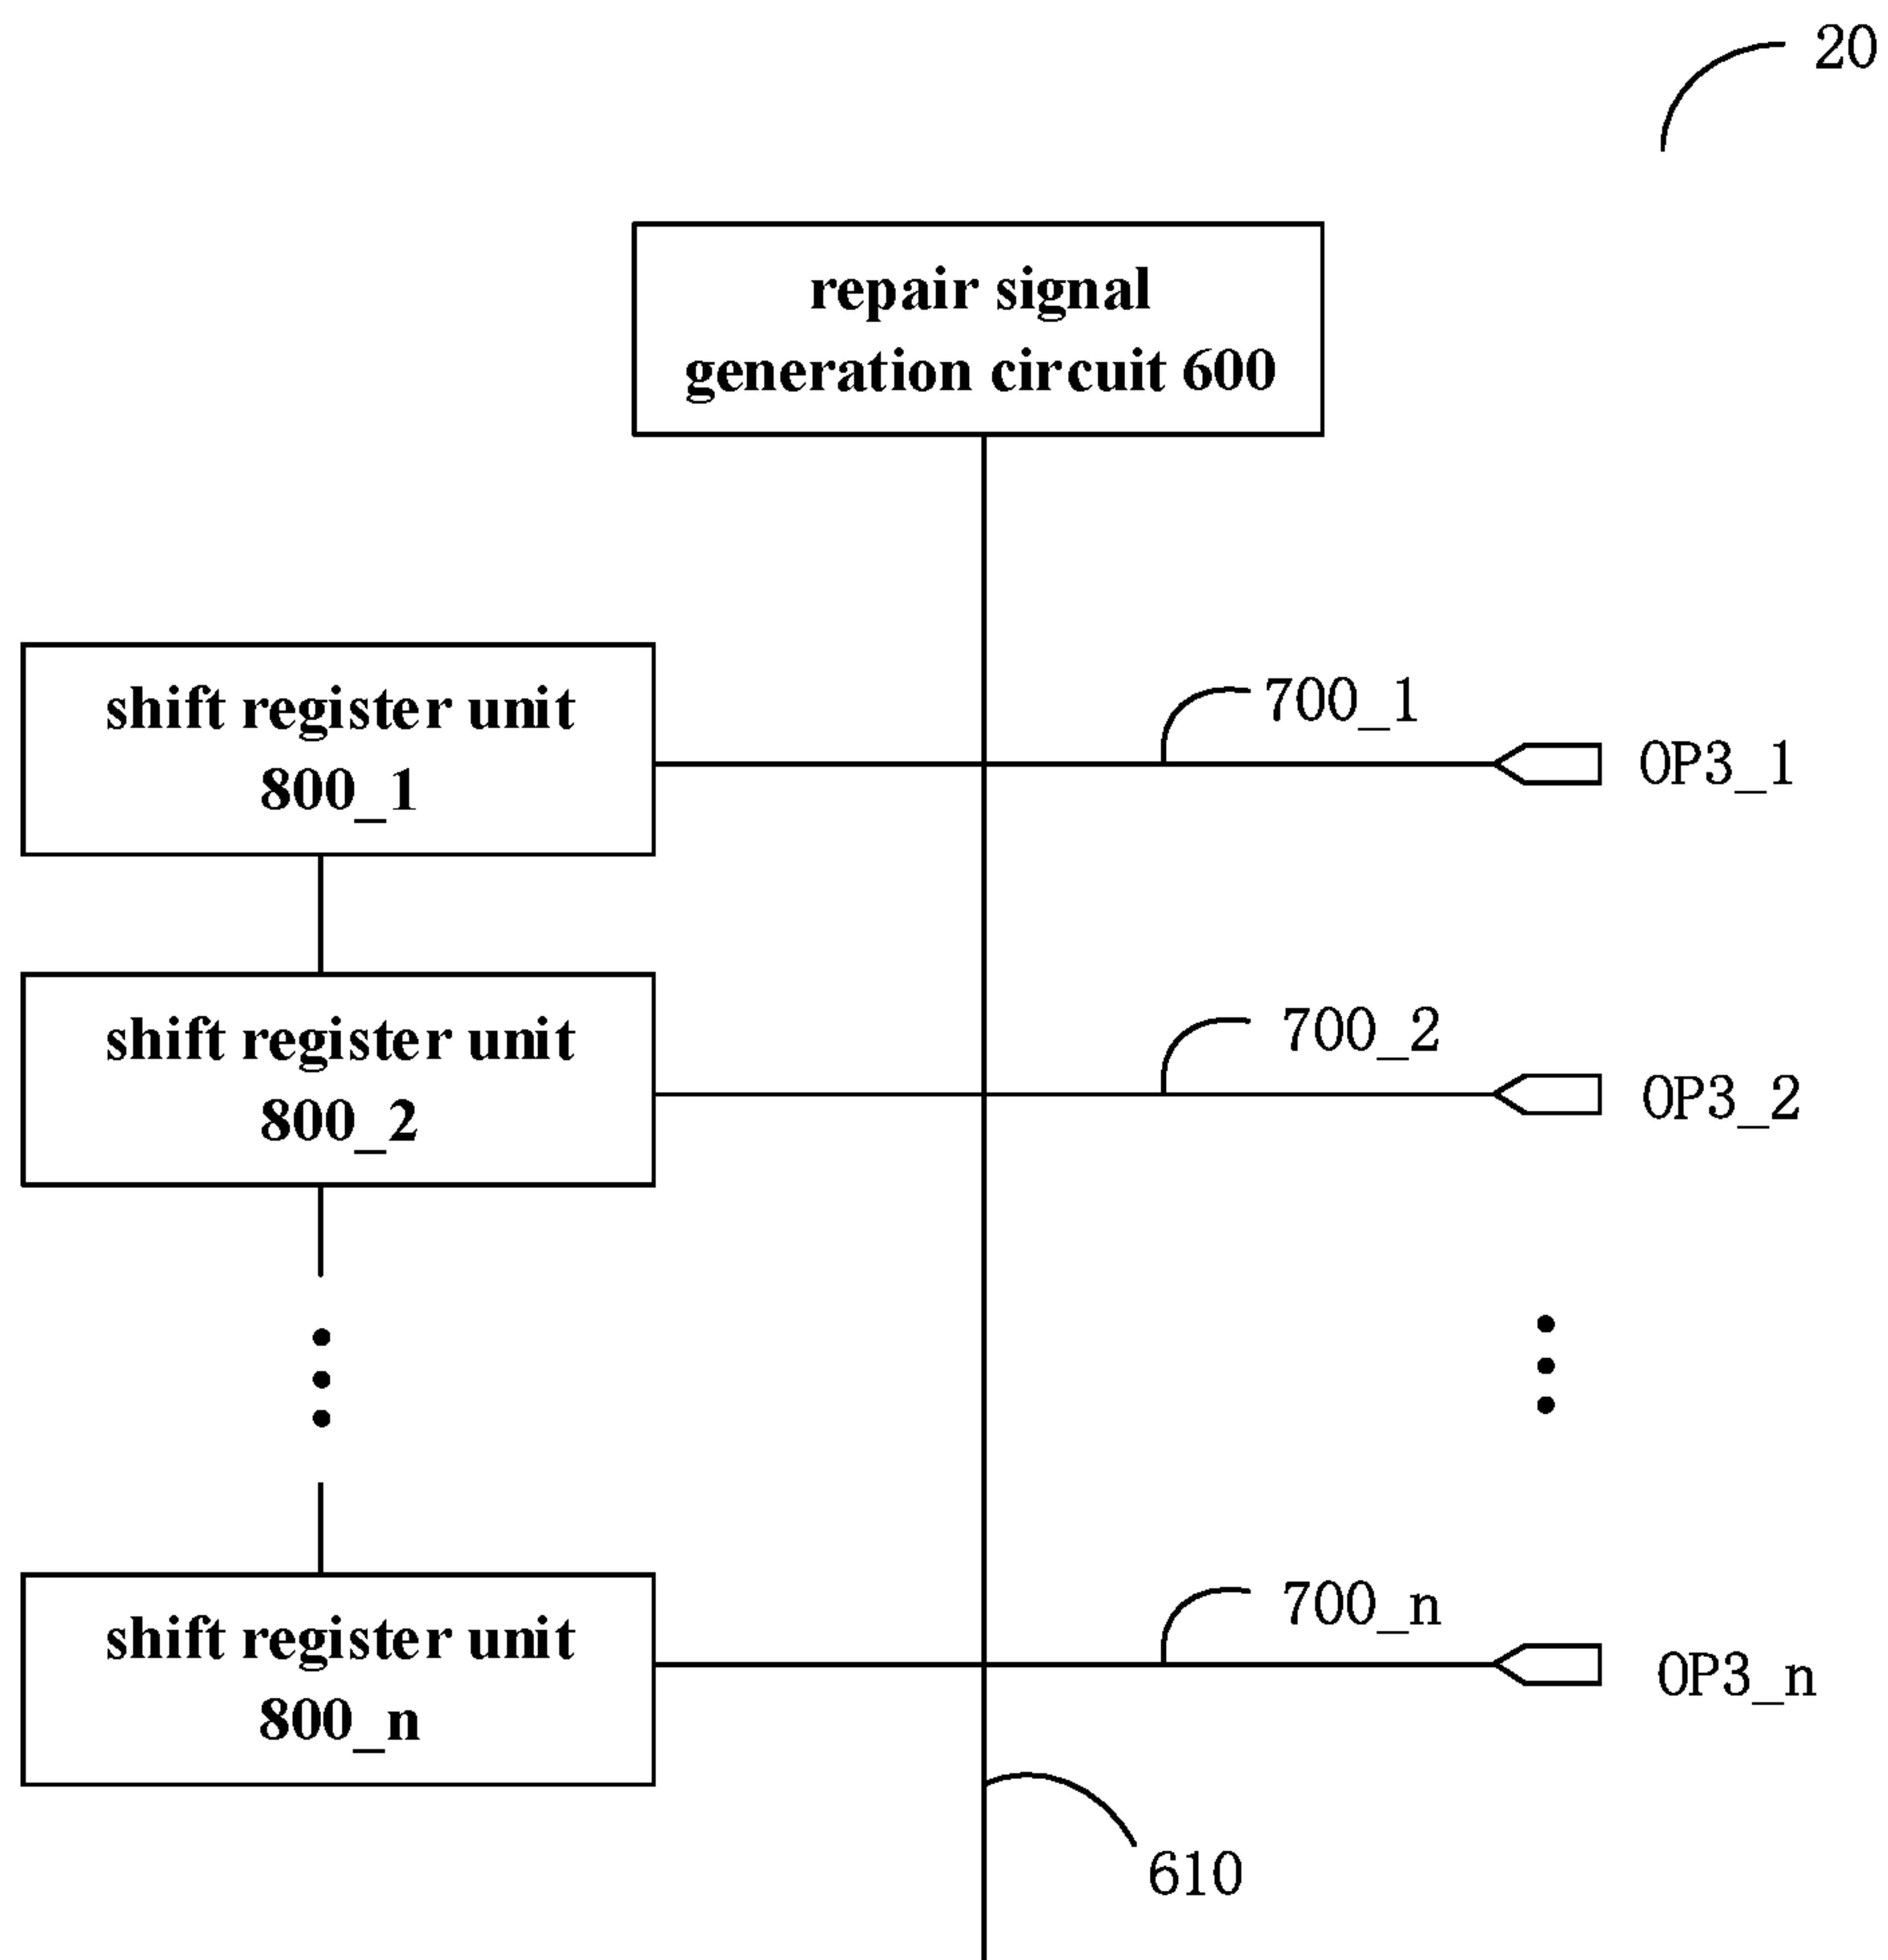 20
repair signal
generation circuit 600
shift register unit
800_1
700_1
OP3_1
shift register unit
800_2
700_2
OP3_2
shift register unit
800_n
700_n
OP3_n
610